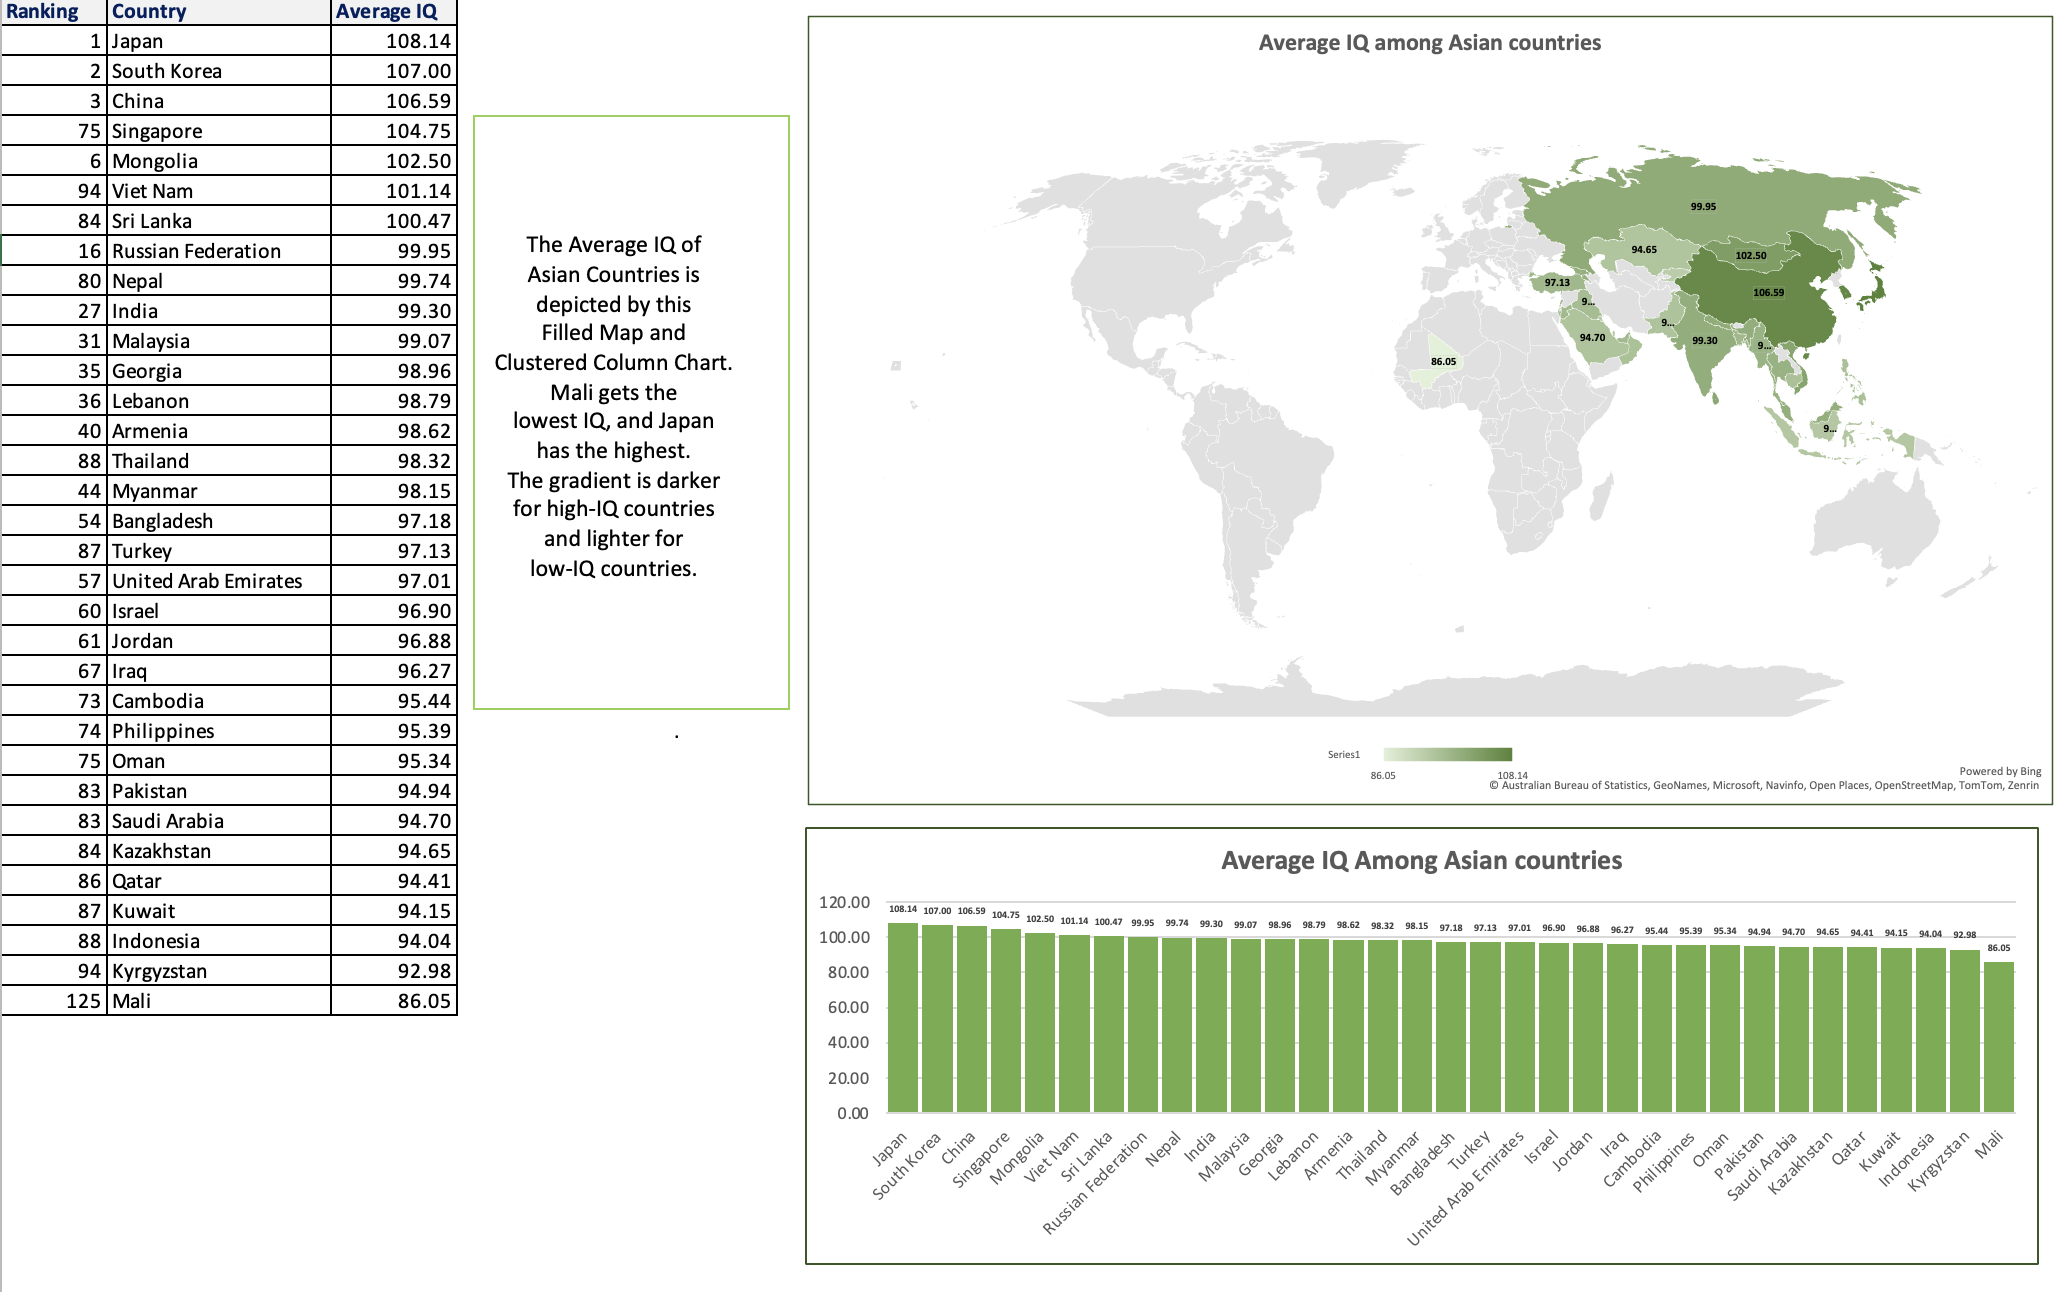 Ranking Country Average IQ
1 Japan 108.14
2 South Korea 107.00
3 China 106.59
75 Singapore 104.75
6 Mongolia 102.50
94 Viet Nam 101.14
84 Sri Lanka 100.47
16 Russian Federation 99.95
80 Nepal 99.74
27 India 99.30
31 Malaysia 99.07
35 Georgia 98.96
36 Lebanon 98.79
40 Armenia 98.62
88 Thailand 98.32
44 Myanmar 98.15
54 Bangladesh 97.18
87 Turkey 97.13
57 United Arab Emirates 97.01
60 Israel 96.90
61 Jordan 96.88
67 Iraq 96.27
73 Cambodia 95.44
74 Philippines 95.39
75 Oman 95.34
83 Pakistan 94.94
83 Saudi Arabia 94.70
84 Kazakhstan 94.65
86 Qatar 94.41
87 Kuwait 94.15
88 Indonesia 94.04
94 Kyrgyzstan 92.98
125 Mali 86.05
The Average IQ of
Asian Countries is
depicted by this
Filled Map and
Clustered Column Chart.
Mali gets the
lowest IQ, and Japan
has the highest.
The gradient is darker
for high-IQ countries
and lighter for
low-IQ countries.
.
Average IQ among Asian countries
99.95
94.65
102.50
97.13
106.59
9...
9...
94.70
99.30
9...
86.05
9...
Series1
86.05 108.14
Powered by Bing
© Australian Bureau of Statistics, GeoNames, Microsoft, Navinfo, Open Places, OpenStreetMap, TomTom, Zenrin
Average IQ Among Asian countries
120.00
100.00
80.00
60.00
40.00
20.00
0.00
108.14 107.00 106.59 104.75 102.50 101.14 100.47 99.95 99.74 99.30 99.07 98.96 98.79 98.62 98.32 98.15 97.18 97.13 97.01 96.90 96.88 96.27 95.44 95.39 95.34 94.94 94.70 94.65 94.41 94.15 94.04 92.98 86.05
Japan
South Korea
China
Singapore
Mongolia
Viet Nam
Sri Lanka
Russian Federation
Nepal
India
Malaysia
Georgia
Lebanon
Armenia
Thailand
Myanmar
Bangladesh
Turkey
United Arab Emirates
Israel
Jordan
Iraq
Cambodia
Philippines
Oman
Pakistan
Saudi Arabia
Kazakhstan
Qatar
Kuwait
Indonesia
Kyrgyzstan
Mali